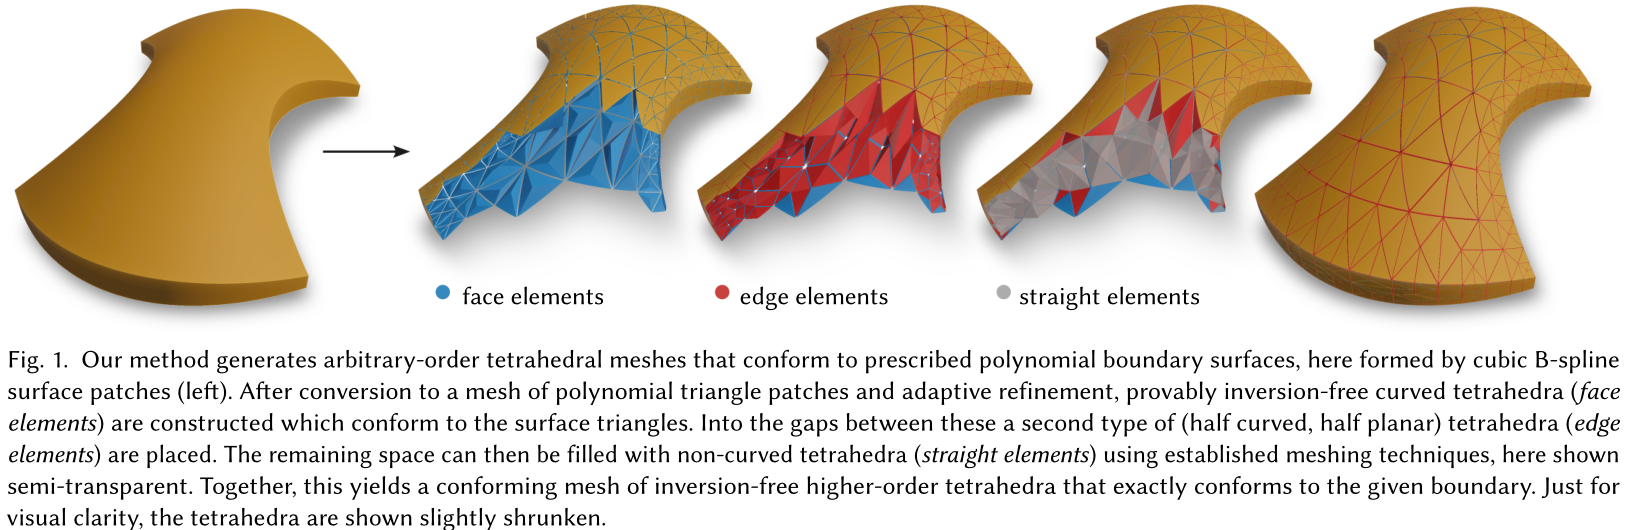 face elements
edge elements
straight elements
Fig. 1. Our method generates arbitrary-order tetrahedral meshes that conform to prescribed polynomial boundary surfaces, here formed by cubic B-spline
surface patches (left). After conversion to a mesh of polynomial triangle patches and adaptive refinement, provably inversion-free curved tetrahedra (face
elements) are constructed which conform to the surface triangles. Into the gaps between these a second type of (half curved, half planar) tetrahedra (edge
elements) are placed. The remaining space can then be filled with non-curved tetrahedra (straight elements) using established meshing techniques, here shown
semi-transparent. Together, this yields a conforming mesh of inversion-free higher-order tetrahedra that exactly conforms to the given boundary. Just for
visual clarity, the tetrahedra are shown slightly shrunken.